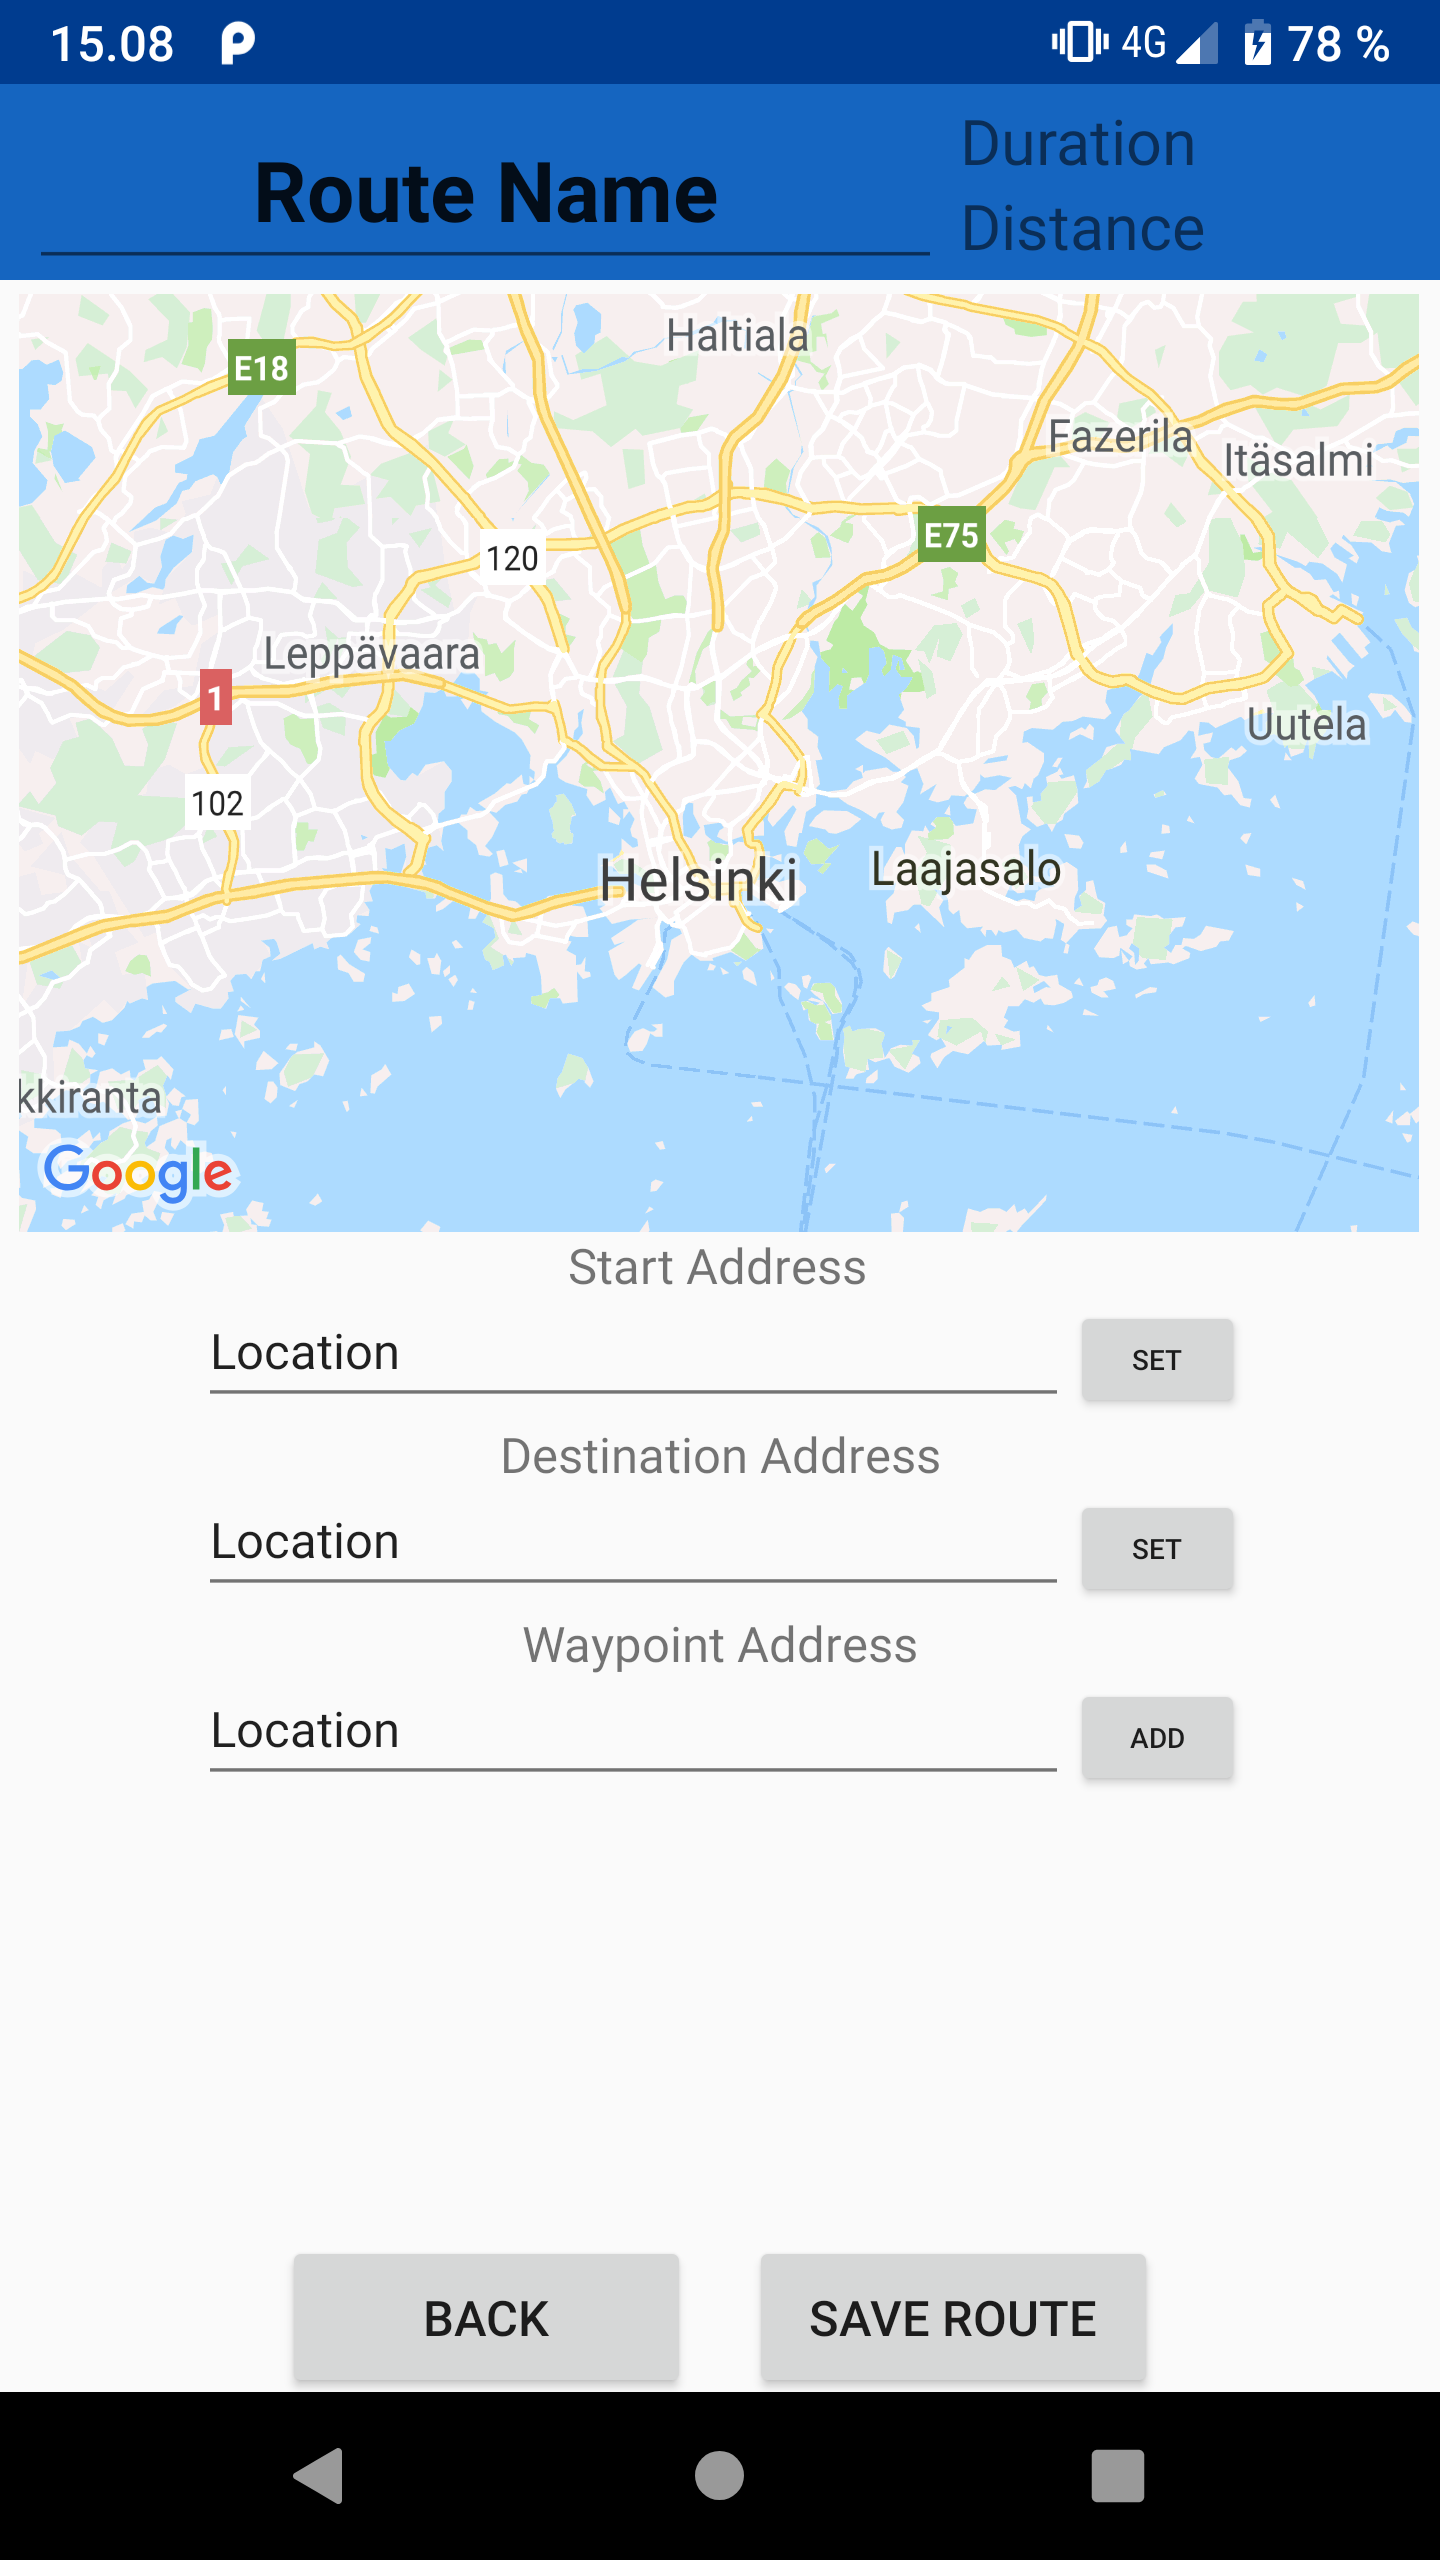 15.08 4G 78 %
Route Name
Duration
Distance
Haltiala
E18
Fazerila
Itäsalmi
E75
120
Leppävaara
1
Uutela
102
Helsinki
Laajasalo
kkiranta
Google
Start Address
Location SET
Destination Address
Location SET
Waypoint Address
Location ADD
BACK SAVE ROUTE